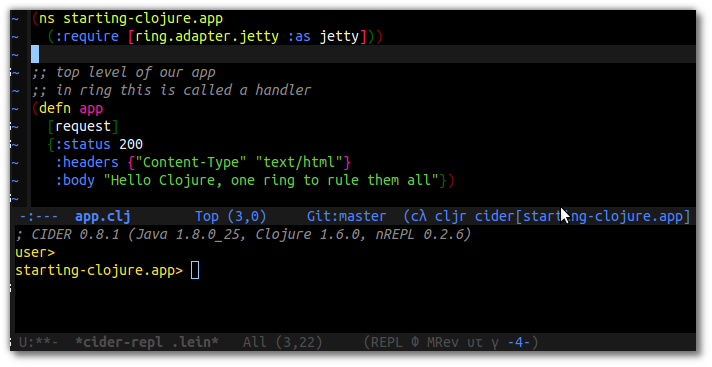 ~ (ns starting-clojure.app
~   (:require [ring.adapter.jetty :as jetty]))
~
~ ;; top level of our app
~ ;; in ring this is called a handler
~ (defn app
~   [request]
~   {:status 200
~    :headers {"Content-Type" "text/html"}
~    :body "Hello Clojure, one ring to rule them all"})
~
-:---  app.clj        Top (3,0)     Git:master  (cλ cljr cider[starting-clojure.app]
; CIDER 0.8.1 (Java 1.8.0_25, Clojure 1.6.0, nREPL 0.2.6)
user>
starting-clojure.app>
U:**-  *cider-repl .lein*   All (3,22)     (REPL Φ MRev υτ γ -4-)